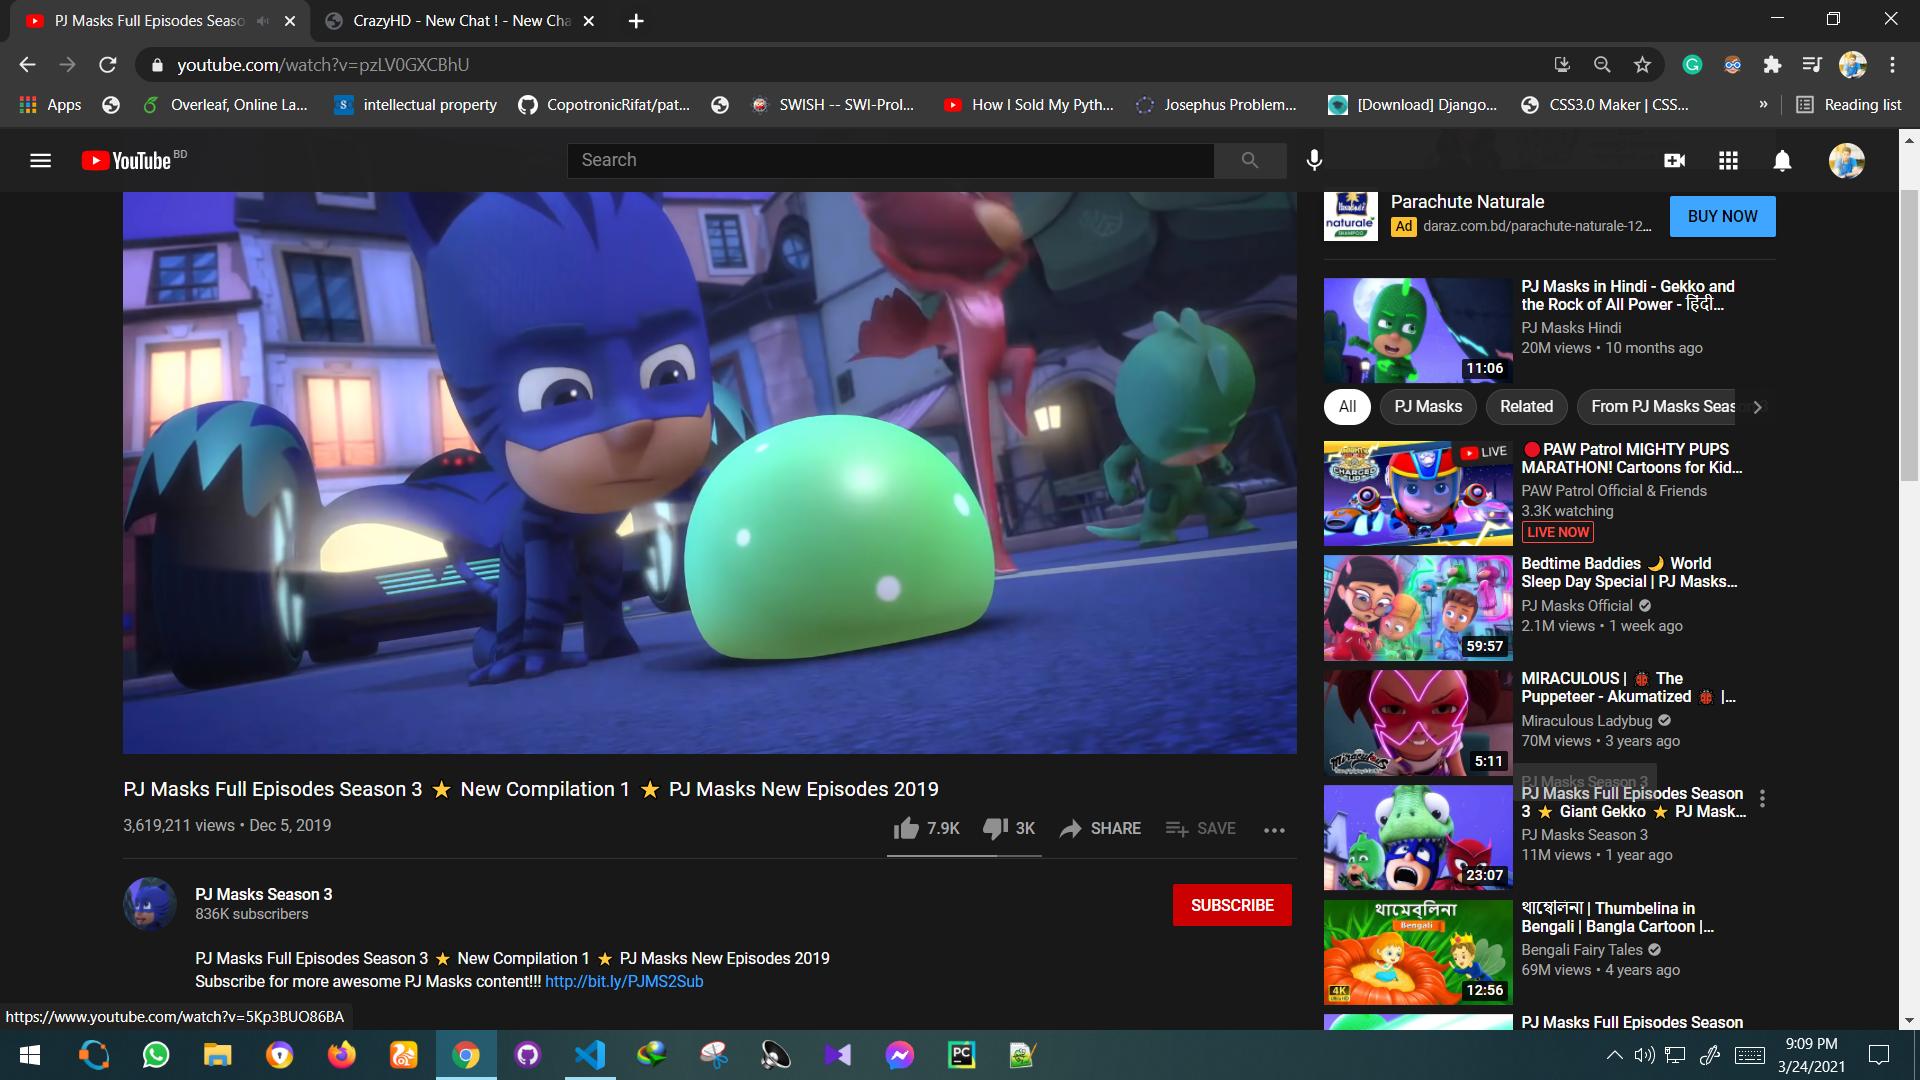 PJ Masks Full Episodes Seaso
CrazyHD - New Chat ! - New Cha
youtube.com/watch?v=pzLV0GXCBhU
Apps
Overleaf, Online La...
intellectual property
CopotronicRifat/pat...
SWISH -- SWI-Prol...
How I Sold My Pyth...
Josephus Problem...
[Download] Django...
CSS3.0 Maker | CSS...
»
Reading list
YouTube BD
Search
naturale
SHAMPOO
Parachute Naturale
Ad daraz.com.bd/parachute-naturale-12...
BUY NOW
PJ Masks in Hindi - Gekko and
the Rock of All Power - हिंदी...
PJ Masks Hindi
20M views • 10 months ago
11:06
All
PJ Masks
Related
From PJ Masks Seas
LIVE
CHARGED
UP
PAW Patrol MIGHTY PUPS
MARATHON! Cartoons for Kid...
PAW Patrol Official & Friends
3.3K watching
LIVE NOW
Bedtime Baddies 🌙 World
Sleep Day Special | PJ Masks...
PJ Masks Official
2.1M views • 1 week ago
59:57
MIRACULOUS | 🐞 The
Puppeteer - Akumatized 🐞 |...
Miraculous Ladybug
70M views • 3 years ago
5:11
MIRACULOUS
PJ Masks Season 3
PJ Masks Full Episodes Season
3 ⭐ Giant Gekko ⭐ PJ Mask...
PJ Masks Season 3
11M views • 1 year ago
23:07
থামেব্লিনা
Bengali
4K
12:56
থাম্বেলিনা | Thumbelina in
Bengali | Bangla Cartoon |...
Bengali Fairy Tales
69M views • 4 years ago
PJ Masks Full Episodes Season
PJ Masks Full Episodes Season 3 ⭐ New Compilation 1 ⭐ PJ Masks New Episodes 2019
3,619,211 views • Dec 5, 2019
7.9K
3K
SHARE
SAVE
PJ Masks Season 3
836K subscribers
SUBSCRIBE
PJ Masks Full Episodes Season 3 ⭐ New Compilation 1 ⭐ PJ Masks New Episodes 2019
Subscribe for more awesome PJ Masks content!!! http://bit.ly/PJMS2Sub
https://www.youtube.com/watch?v=5Kp3BUO86BA
PC
9:09 PM
3/24/2021